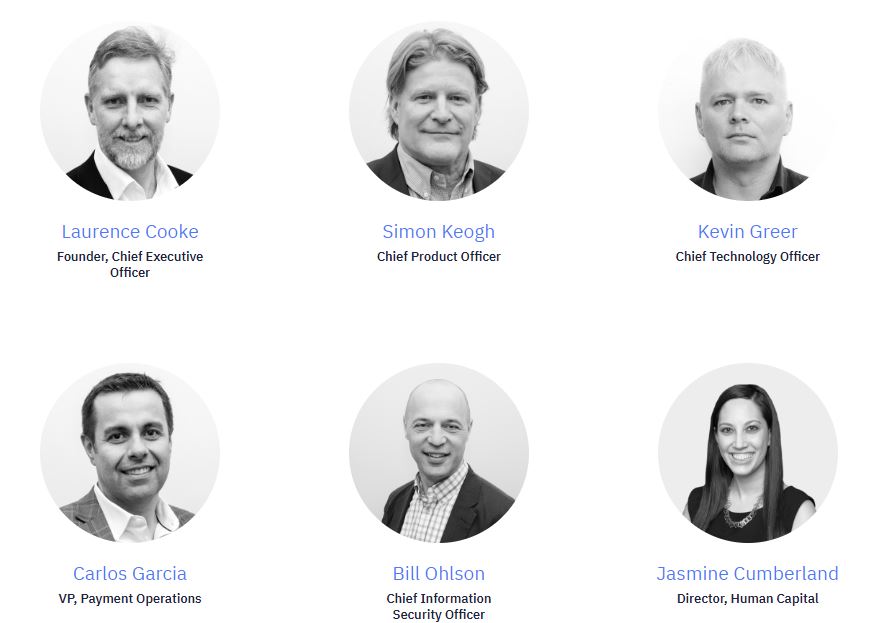 Laurence Cooke
Founder, Chief Executive
Officer
Simon Keogh
Chief Product Officer
Kevin Greer
Chief Technology Officer
Carlos Garcia
VP, Payment Operations
Bill Ohlson
Chief Information
Security Officer
Jasmine Cumberland
Director, Human Capital